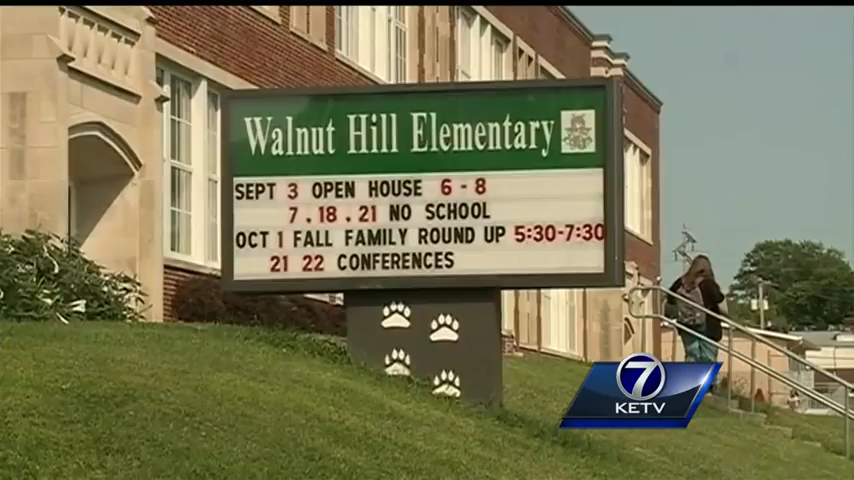 Walnut Hill Elementary
SEPT 3 OPEN HOUSE 6-8
7.18.21 NO SCHOOL
OCT 1 FALL FAMILY ROUND UP 5:30-7:30
21 22 CONFERENCES
7
KETV